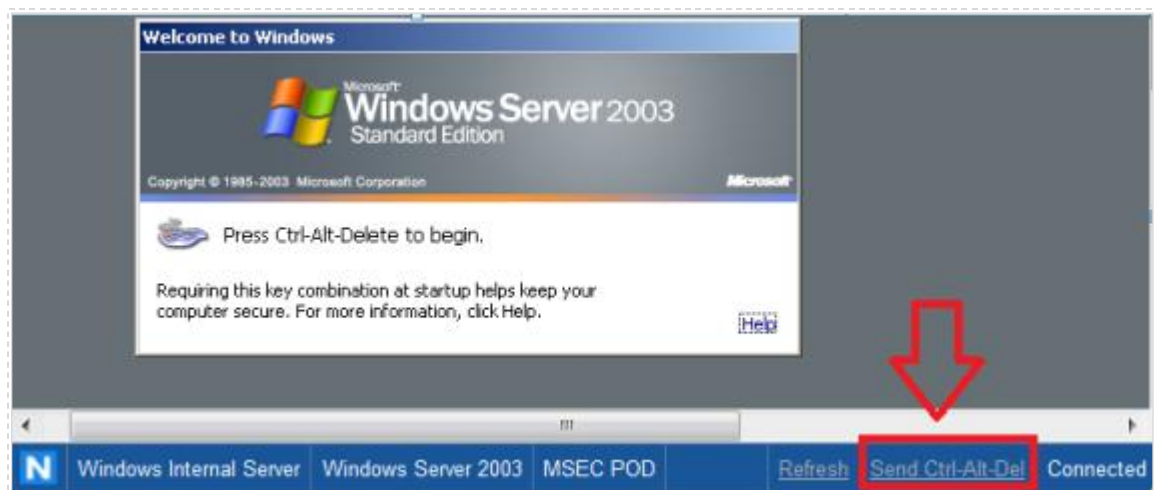 Welcome to Windows
Microsoft
Windows Server 2003
Standard Edition
Copyright © 1985-2003 Microsoft Corporation
Microsoft
Press Ctrl-Alt-Delete to begin.
Requiring this key combination at startup helps keep your
computer secure. For more information, click Help.
Help
N Windows Internal Server Windows Server 2003 MSEC POD Refresh Send Ctrl-Alt-Del Connected